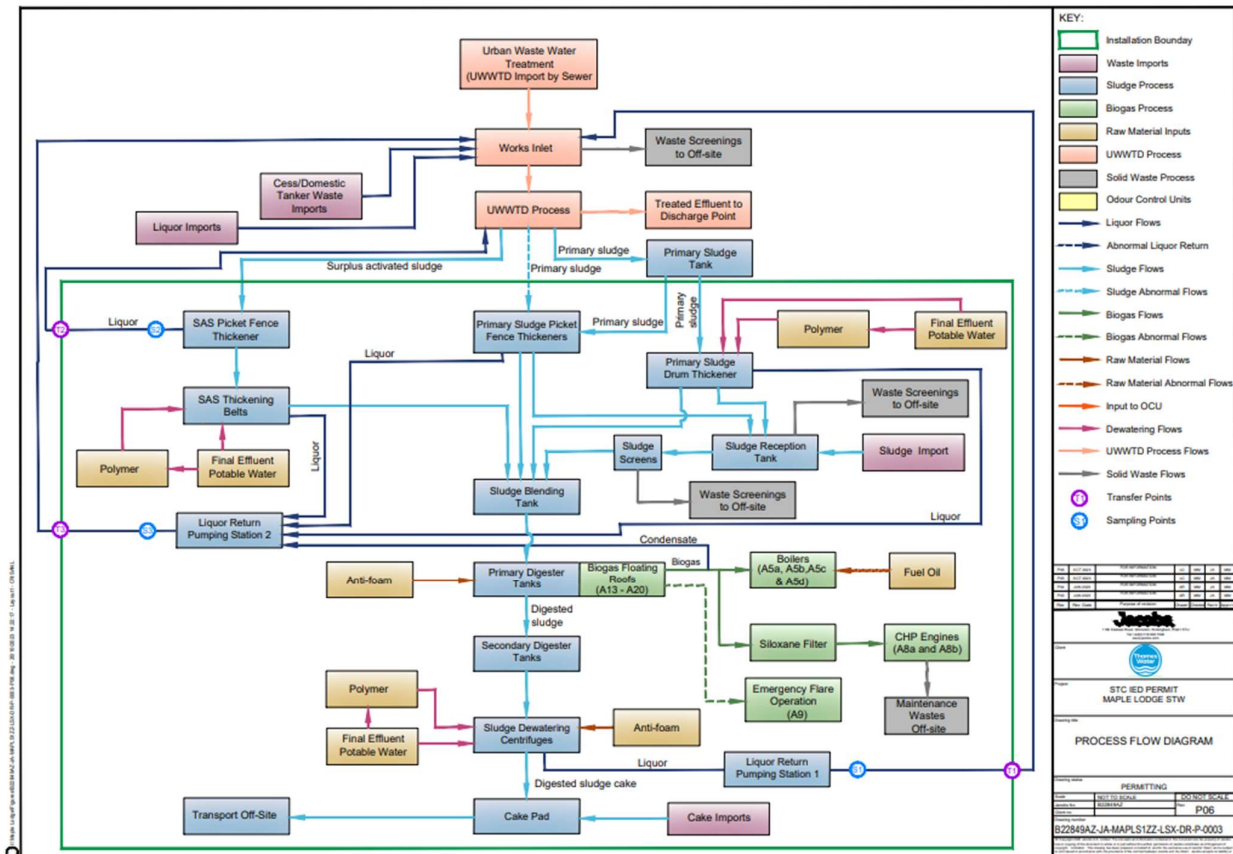 Urban Waste Water
Treatment
(UWWTD Import by Sewer
Works Inlet
Waste Screenings
to Off-site
Cess/Domestic
Tanker Waste
Imports
Liquor Imports
UWWTD Process
Treated Effluent to
Discharge Point
Surplus activated sludge
Primary sludge
Primary sludge
Primary Sludge
Tank
T2
Liquor
S2
SAS Picket Fence
Thickener
Primary Sludge Picket
Fence Thickeners
Primary sludge
Primary
sludge
Polymer
Final Effluent
Potable Water
Liquor
Primary Sludge
Drum Thickener
SAS Thickening
Belts
Waste Screenings
to Off-site
Polymer
Final Effluent
Potable Water
Liquor
Sludge
Screens
Sludge Reception
Tank
Sludge Import
Sludge Blending
Tank
Waste Screenings
to Off-site
T3
S3
Liquor Return
Pumping Station 2
Liquor
Condensate
Anti-foam
Primary Digester
Tanks
Biogas Floating
Roofs
(A13 - A20)
Biogas
Boilers
(A5a, A5b,A5c
& A5d)
Fuel Oil
Digested
sludge
Secondary Digester
Tanks
Siloxane Filter
CHP Engines
(A8a and A8b)
Polymer
Emergency Flare
Operation
(A9)
Maintenance
Wastes
Off-site
Final Effluent
Potable Water
Sludge Dewatering
Centrifuges
Anti-foam
Liquor
Liquor Return
Pumping Station 1
S1
T1
Digested sludge cake
Transport Off-Site
Cake Pad
Cake Imports
KEY:
Installation Boundary
Waste Imports
Sludge Process
Biogas Process
Raw Material Inputs
UWWTD Process
Solid Waste Process
Odour Control Units
Liquor Flows
Abnormal Liquor Return
Sludge Flows
Sludge Abnormal Flows
Biogas Flows
Biogas Abnormal Flows
Raw Material Flows
Raw Material Abnormal Flows
Input to OCU
Dewatering Flows
UWWTD Process Flows
Solid Waste Flows
T1 Transfer Points
S1 Sampling Points
Jacobs
Thames
Water
STC IED PERMIT
MAPLE LODGE STW
PROCESS FLOW DIAGRAM
PERMITTING
NOT TO SCALE
DO NOT SCALE
B22849AZ
P06
B22849AZ-JA-MAPLS1ZZ-LSX-DR-P-0003